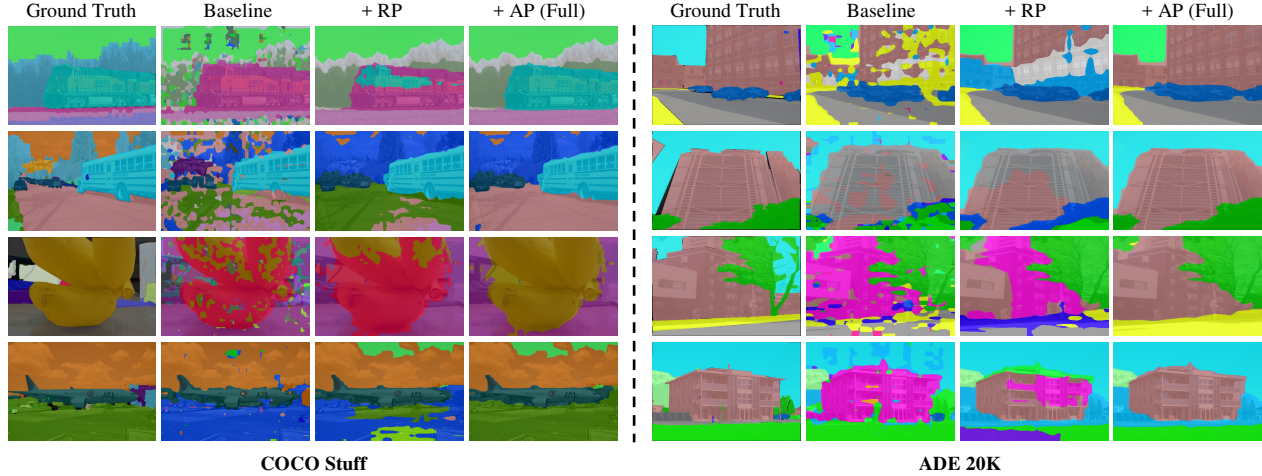 Ground Truth Baseline + RP + AP (Full) Ground Truth Baseline + RP + AP (Full)
COCO Stuff ADE 20K